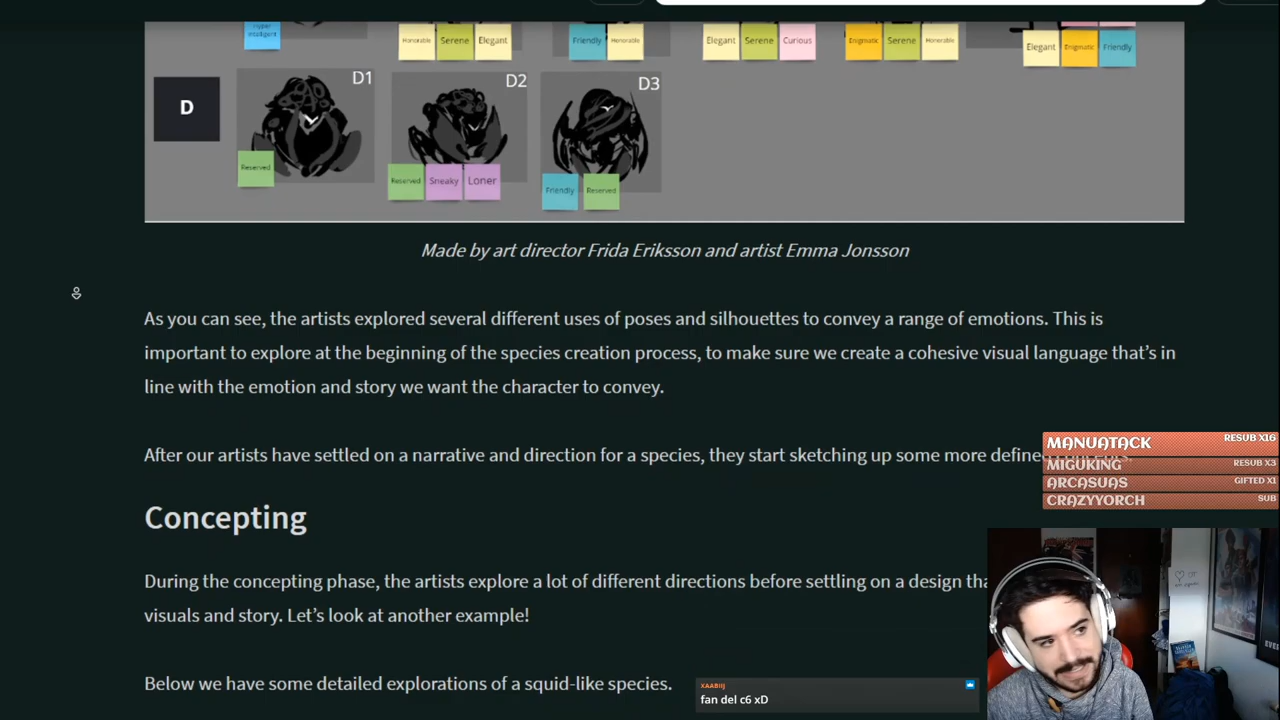 Hyper intelligent
Honorable Serene Elegant
Friendly Honorable
Elegant Serene Curious
Enigmatic Serene Honorable
Elegant Enigmatic Friendly
D
D1
D2
D3
Reserved
Reserved Sneaky Loner
Friendly Reserved
Made by art director Frida Eriksson and artist Emma Jonsson
As you can see, the artists explored several different uses of poses and silhouettes to convey a range of emotions. This is
important to explore at the beginning of the species creation process, to make sure we create a cohesive visual language that's in
line with the emotion and story we want the character to convey.
After our artists have settled on a narrative and direction for a species, they start sketching up some more define
MANUATACK RESUB X16
MIGUKING RESUB X3
ARCASUAS GIFTED X1
CRAZYYORCH SUB
Concepting
During the concepting phase, the artists explore a lot of different directions before settling on a design tha
visuals and story. Let's look at another example!
Below we have some detailed explorations of a squid-like species.
XAABIIJ
fan del c6 xD